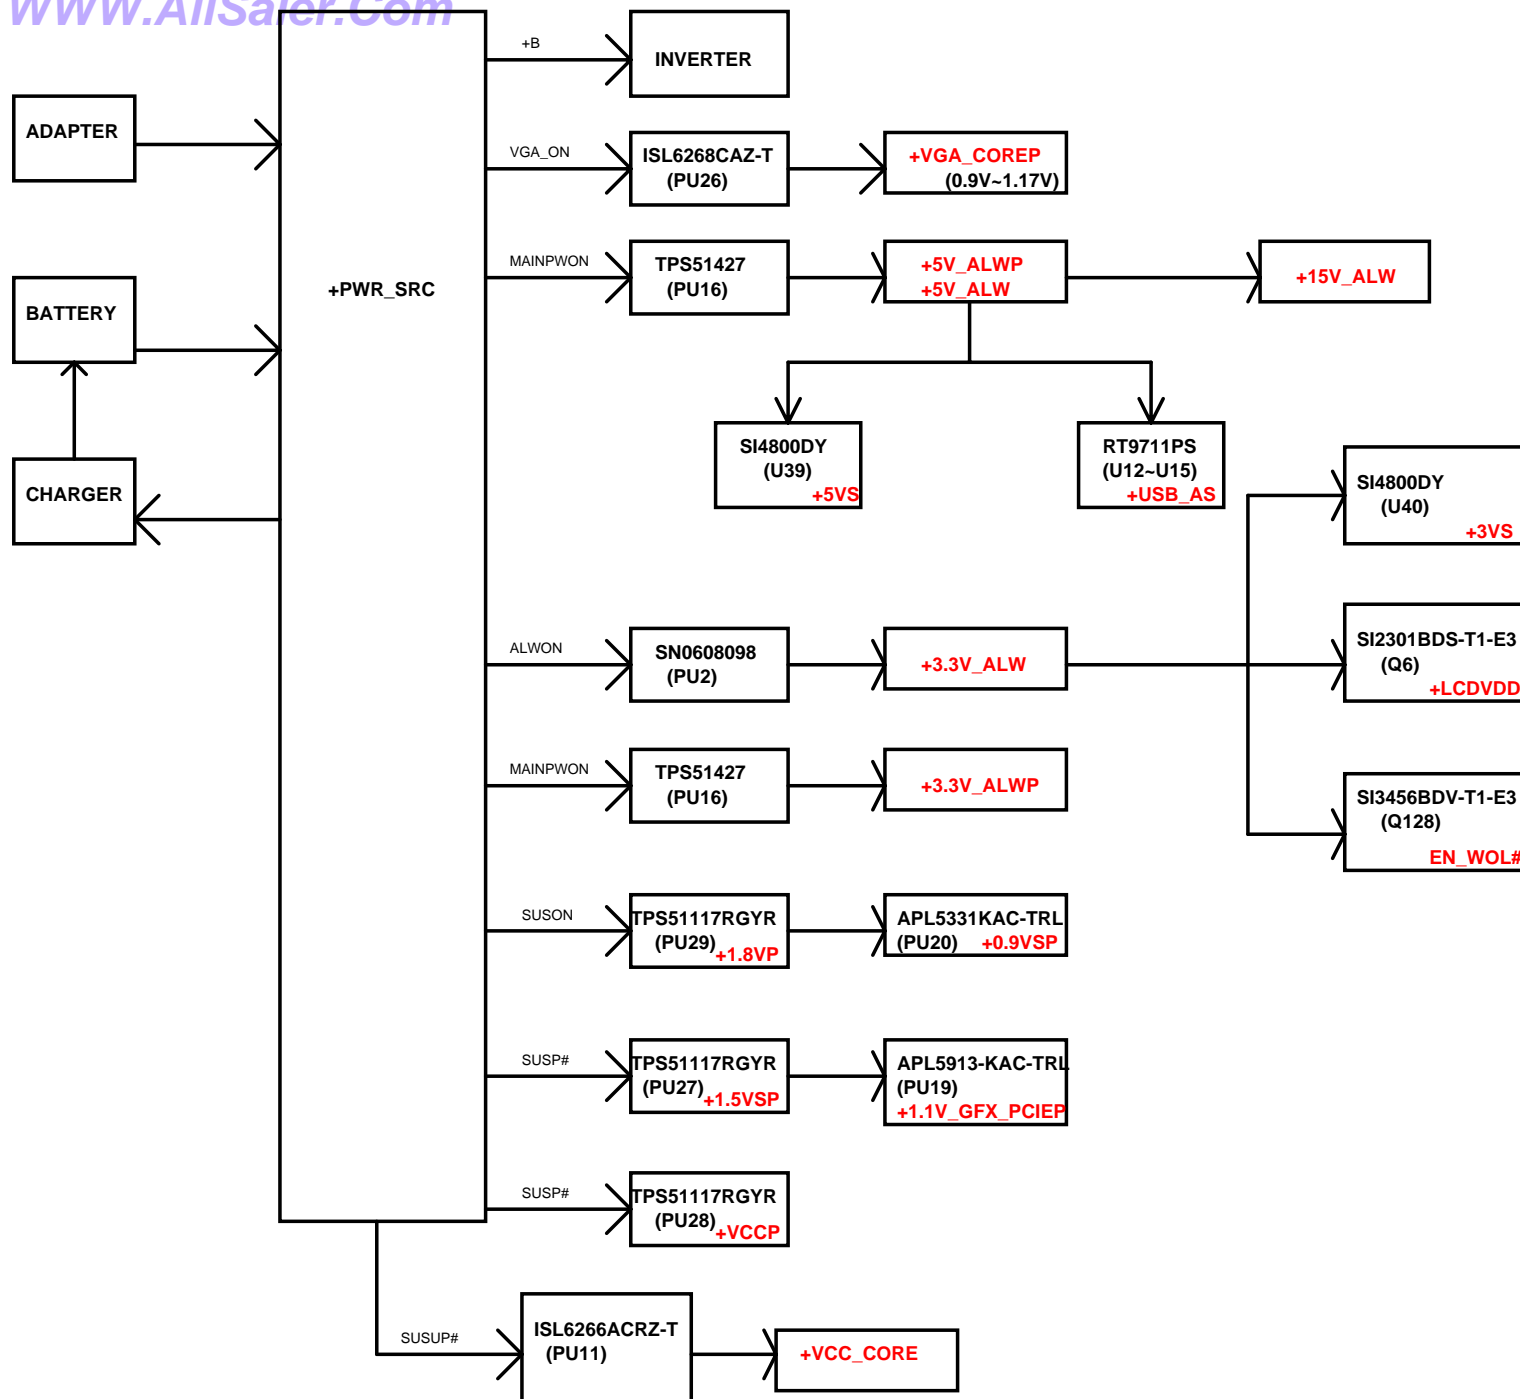 WWW.AllSaler.Com
+B
INVERTER
ADAPTER
VGA_ON
ISL6268CAZ-T
(PU26)
+VGA_COREP
(0.9V~1.17V)
MAINPWON
TPS51427
(PU16)
+5V_ALWP
+5V_ALW
+15V_ALW
+PWR_SRC
BATTERY
SI4800DY
(U39)
+5VS
RT9711PS
(U12~U15)
+USB_AS
CHARGER
SI4800DY
(U40)
+3VS
ALWON
SN0608098
(PU2)
+3.3V_ALW
SI2301BDS-T1-E3
(Q6)
+LCDVDD
MAINPWON
TPS51427
(PU16)
+3.3V_ALWP
SI3456BDV-T1-E3
(Q128)
EN_WOL#
SUSON
TPS51117RGYR
(PU29)
+1.8VP
APL5331KAC-TRL
(PU20) +0.9VSP
SUSP#
TPS51117RGYR
(PU27)
+1.5VSP
APL5913-KAC-TRL
(PU19)
+1.1V_GFX_PCIEP
SUSP#
TPS51117RGYR
(PU28)
+VCCP
SUSUP#
ISL6266ACRZ-T
(PU11)
+VCC_CORE